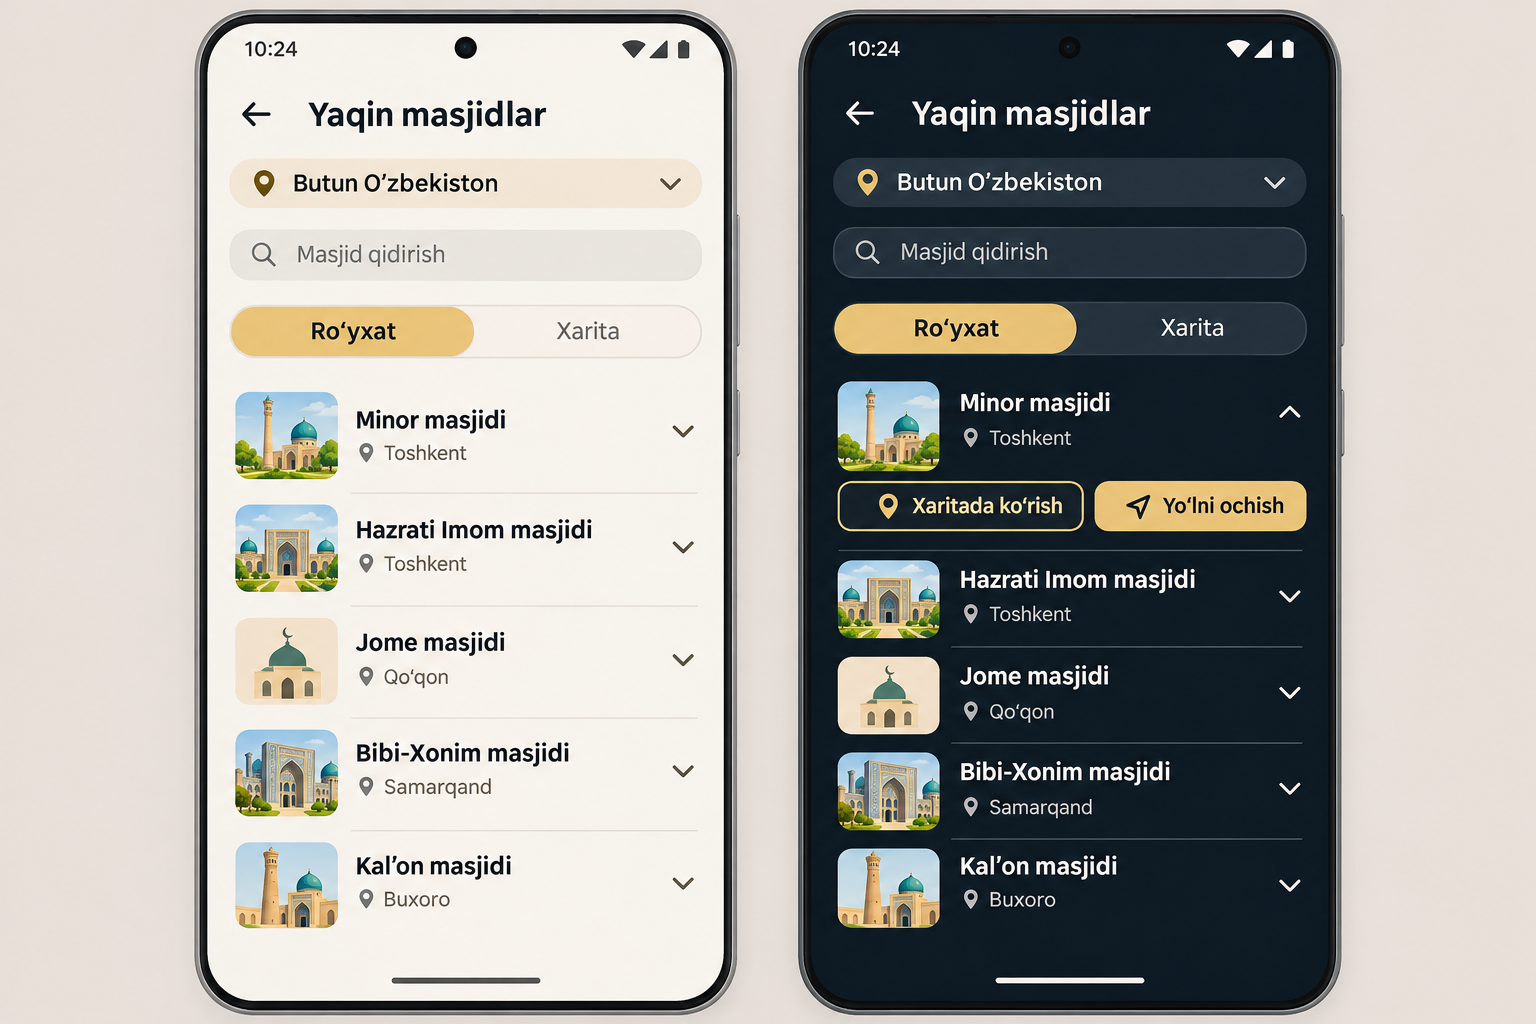 10:24
Yaqin masjidlar
Butun O’zbekiston
Masjid qidirish
Ro‘yxat
Xarita
Minor masjidi
Toshkent
Hazrati Imom masjidi
Toshkent
Jome masjidi
Qo‘qon
Bibi-Xonim masjidi
Samarqand
Kal’on masjidi
Buxoro
10:24
Yaqin masjidlar
Butun O’zbekiston
Masjid qidirish
Ro‘yxat
Xarita
Minor masjidi
Toshkent
Xaritada ko‘rish
Yo‘lni ochish
Hazrati Imom masjidi
Toshkent
Jome masjidi
Qo‘qon
Bibi-Xonim masjidi
Samarqand
Kal’on masjidi
Buxoro